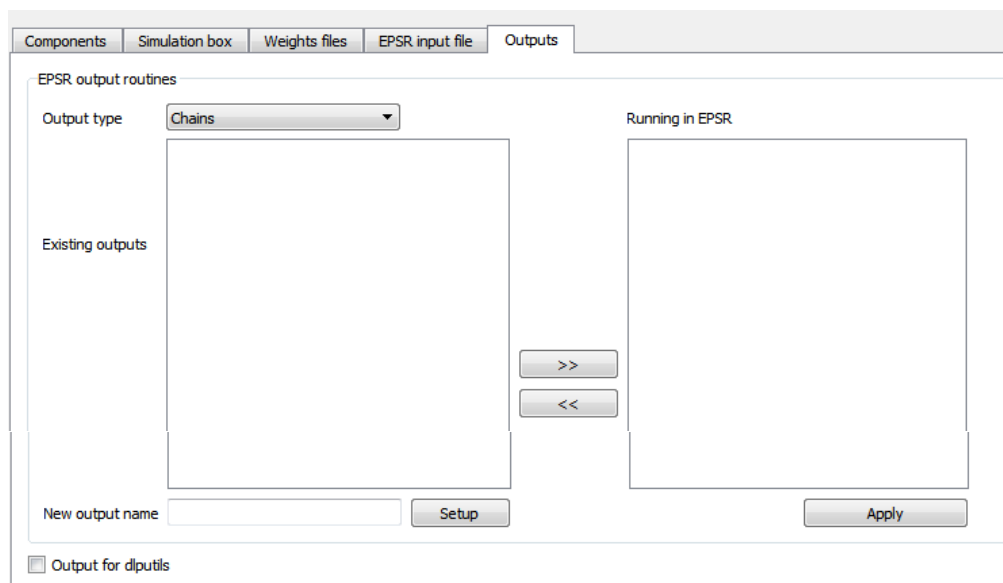 Components Simulation box Weights files EPSR input file Outputs
EPSR output routines
Output type Chains Running in EPSR
Existing outputs
>>
<<
New output name Setup Apply
Output for dlputils